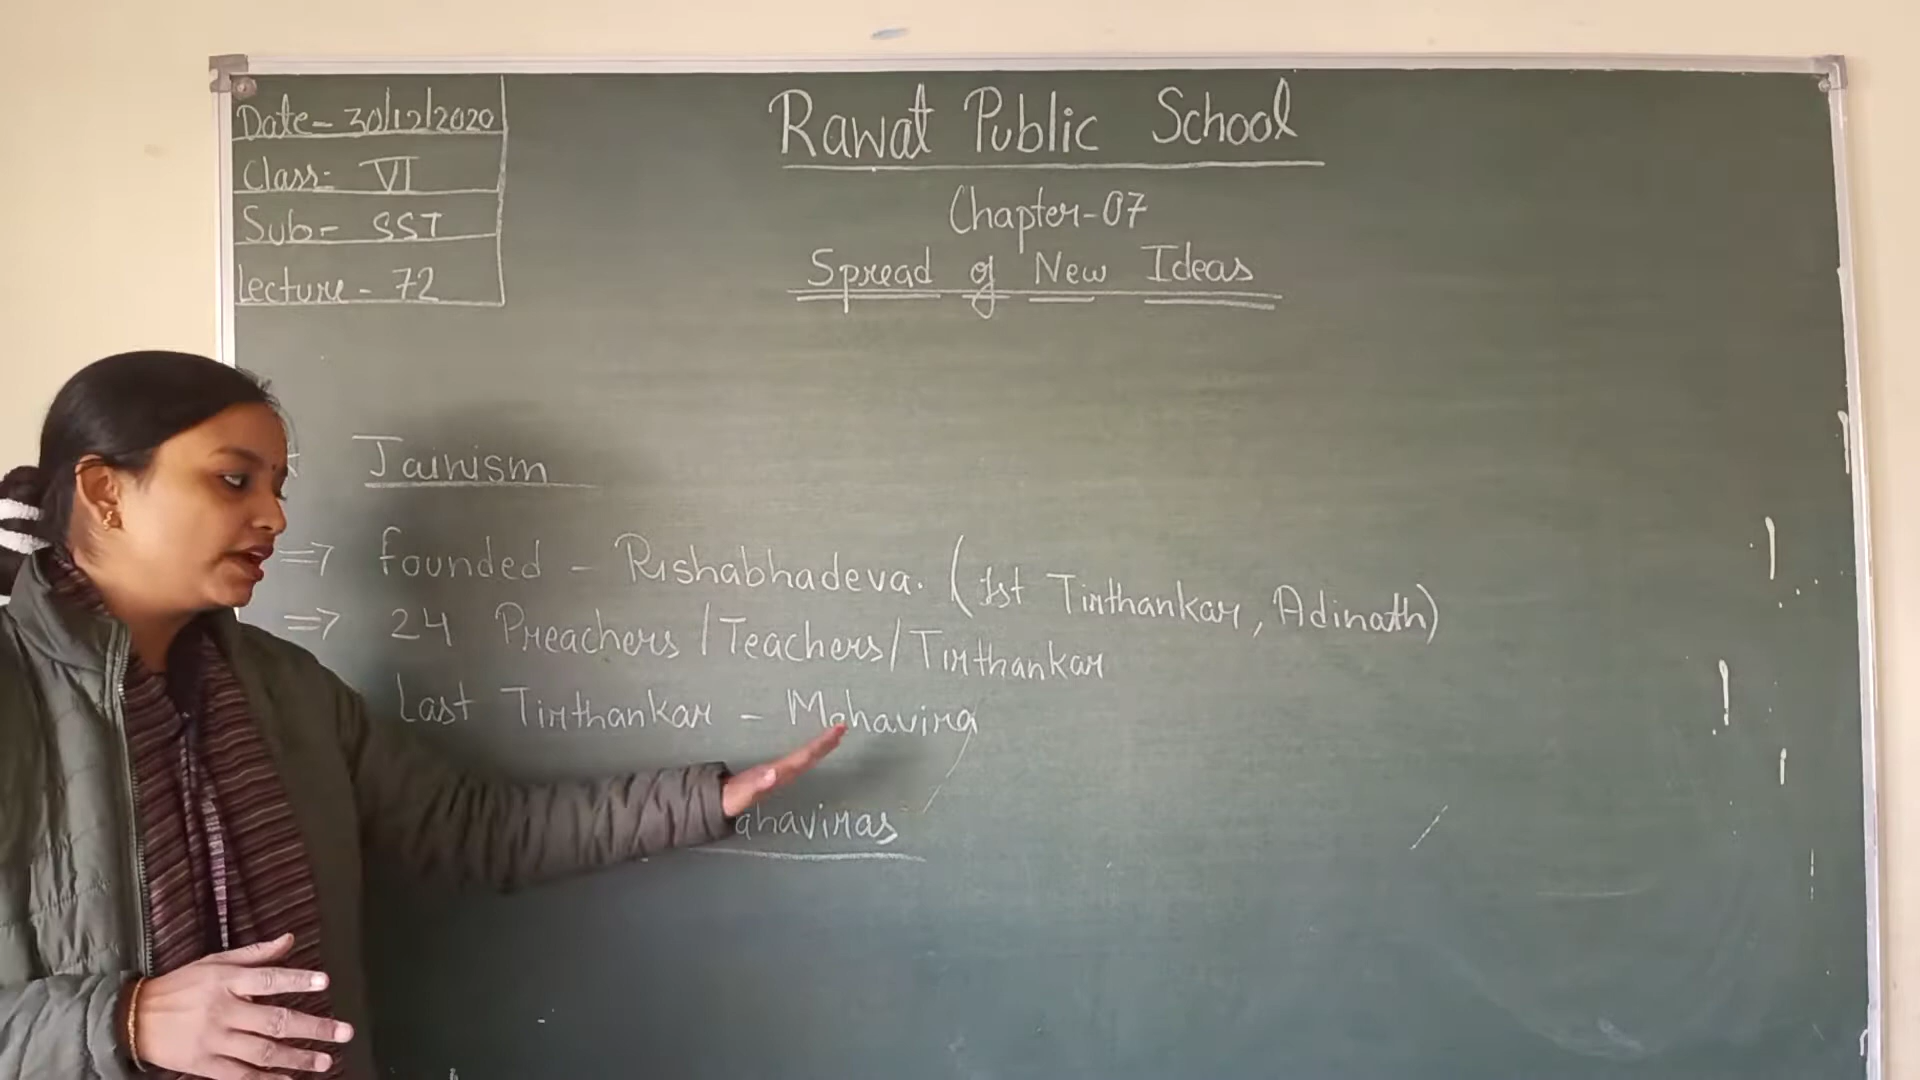 Date- 30/12/2020
Class- VI
Sub- SST
Lecture- 72
Rawat Public School
Chapter-07
Spread of New Ideas
Jainism
⇒ founded - Rishabhadeva. (1st Tirthankar, Adinath)
⇒ 24 Preachers/Teachers/Tirthankar
Last Tirthankar - Mahavira